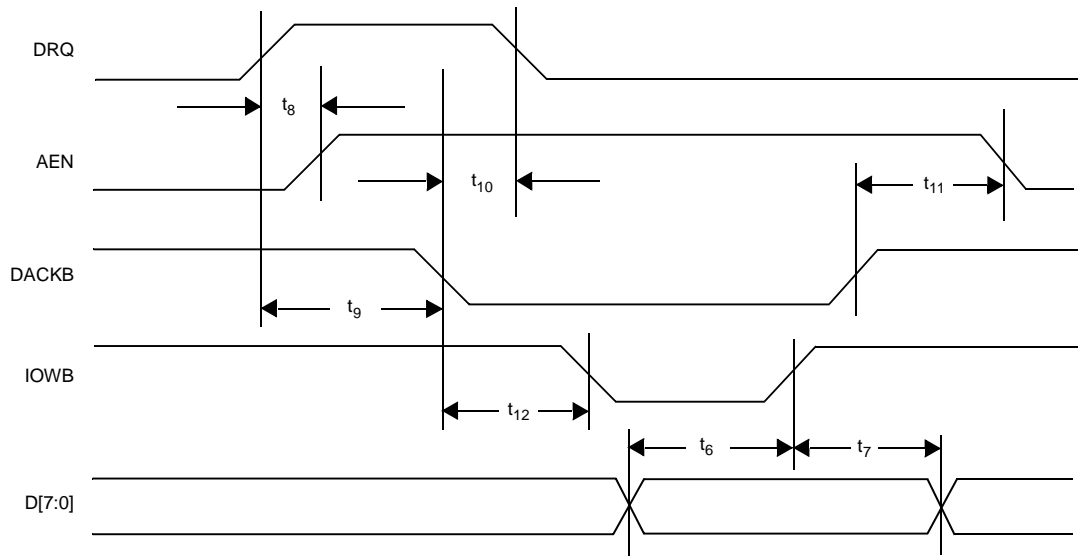 DRQ
t8
AEN
t10
t11
DACKB
t9
IOWB
t12
t6
t7
D[7:0]